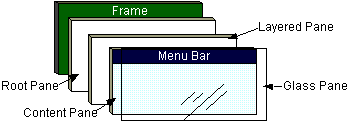 Frame
Layered Pane
Menu Bar
Root Pane
Glass Pane
Content Pane